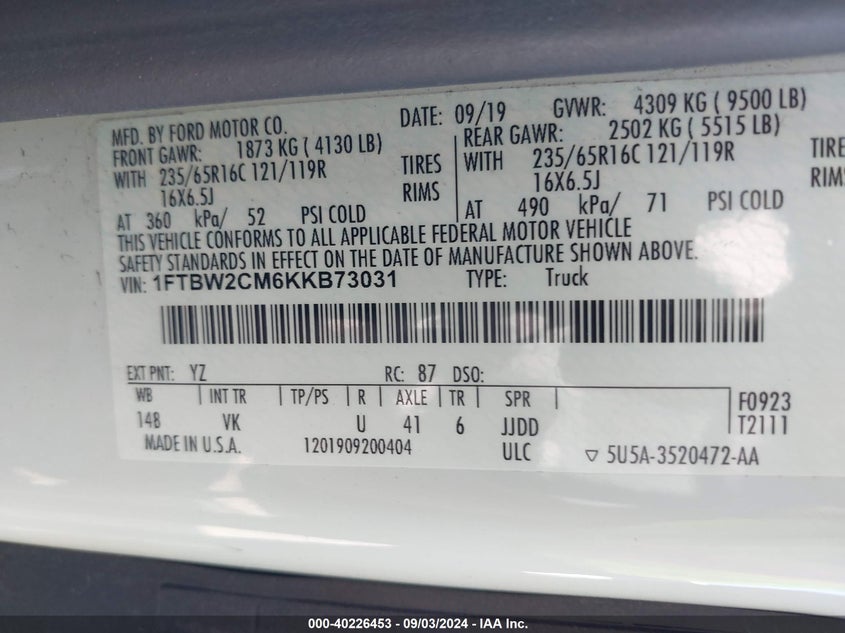 MFD. BY FORD MOTOR CO. DATE: 09/19 GVWR: 4309 KG ( 9500 LB)
FRONT GAWR: 1873 KG ( 4130 LB) REAR GAWR: 2502 KG ( 5515 LB)
WITH 235/65R16C 121/119R TIRES WITH 235/65R16C 121/119R TIRE
16X6.5J RIMS 16X6.5J RIMS
AT 360 kPa/ 52 PSI COLD AT 490 kPa/ 71 PSI COLD
THIS VEHICLE CONFORMS TO ALL APPLICABLE FEDERAL MOTOR VEHICLE
SAFETY STANDARDS IN EFFECT ON THE DATE OF MANUFACTURE SHOWN ABOVE.
VIN: 1FTBW2CM6KKB73031 TYPE: Truck
EXT PNT: YZ RC: 87 DSO:
WB INT TR TP/PS R AXLE TR SPR F0923
148 VK U 41 6 JJDD T2111
MADE IN U.S.A. 1201909200404 ULC ▽ 5U5A-3520472-AA
000-40226453 - 09/03/2024 - IAA Inc.